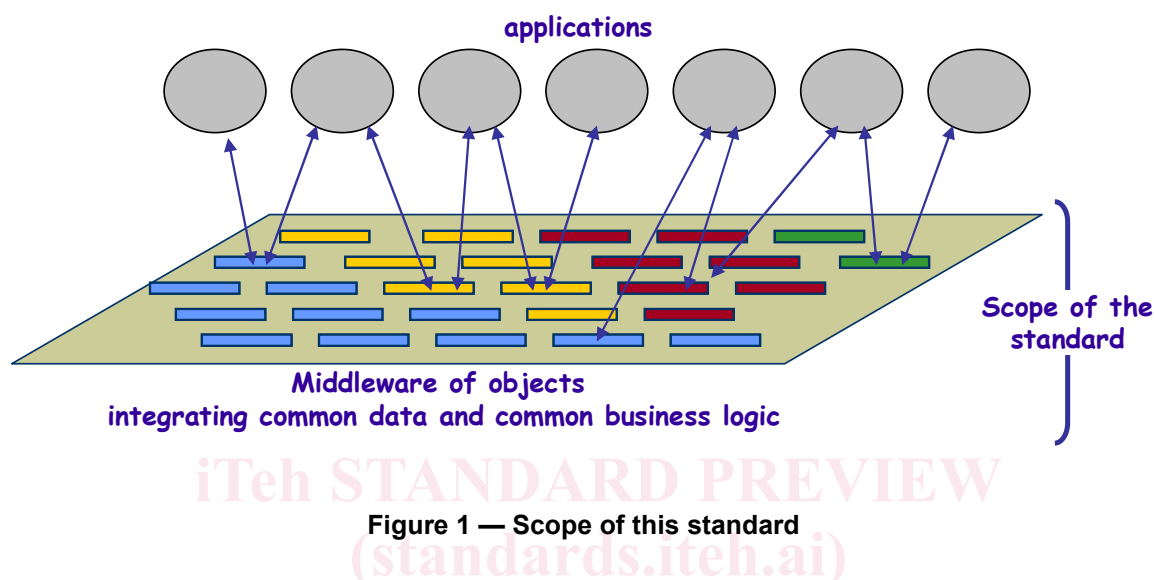 applications
Scope of the
standard
Middleware of objects
integrating common data and common business logic
iTeh STANDARD PREVIEW
Figure 1 — Scope of this standard
(standards.iteh.ai)